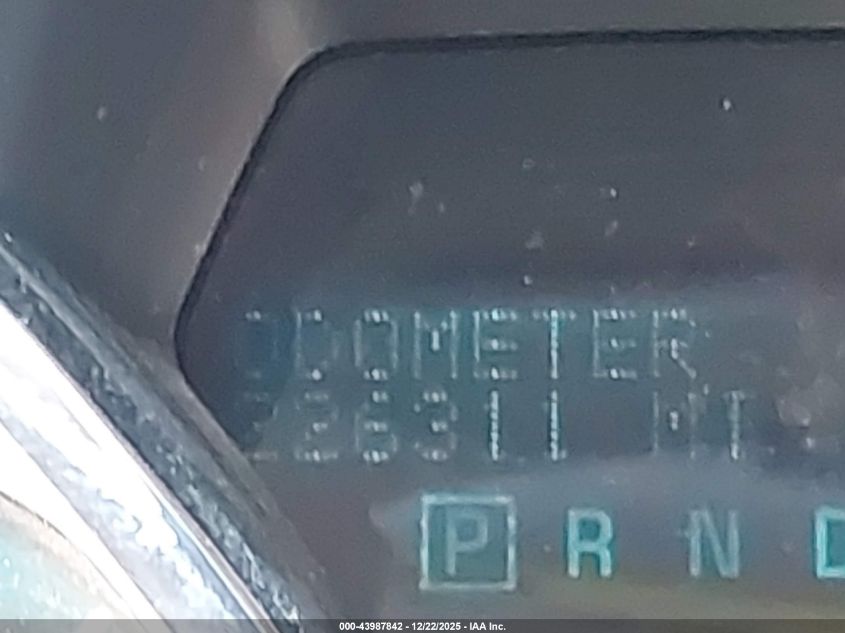 ODOMETER
226311 MI
P R N D
000-43987842 - 12/22/2025 - IAA Inc.